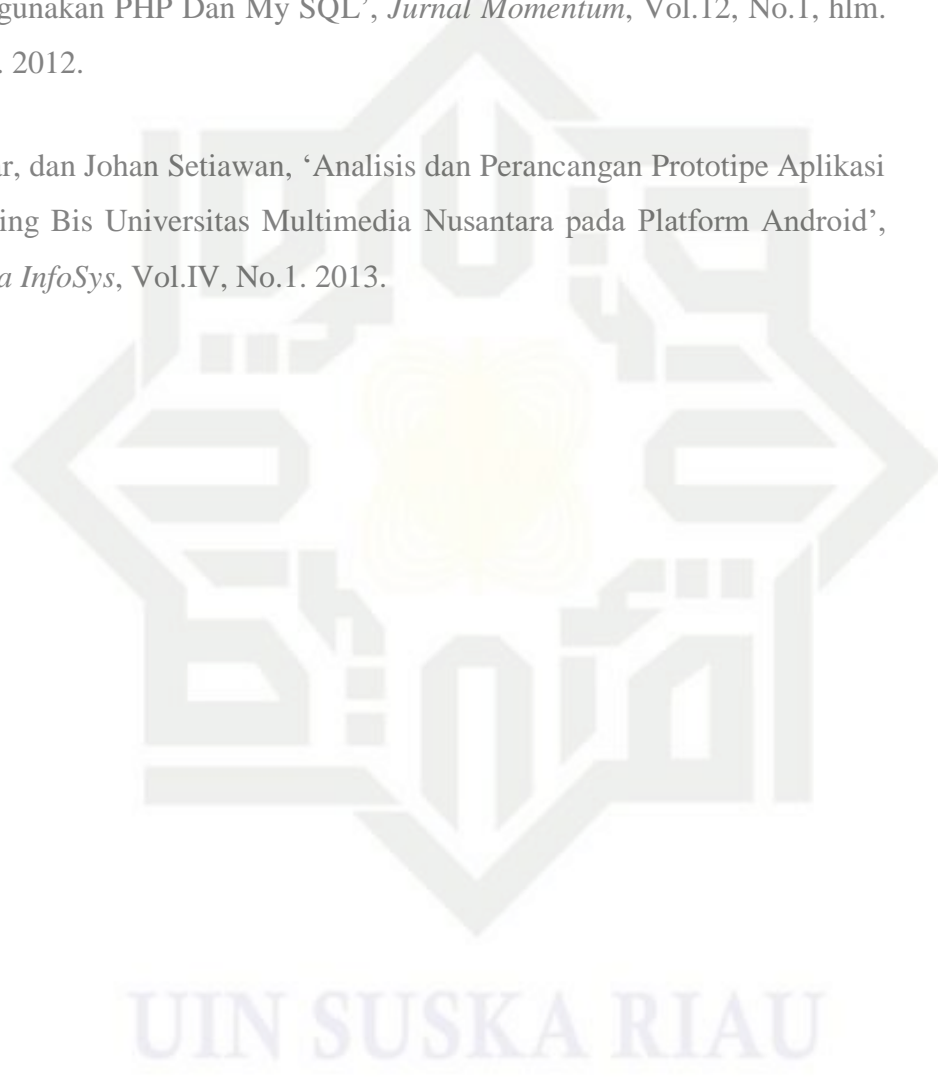 gunakan PHP Dan My SQL’, Jurnal Momentum, Vol.12, No.1, hlm.
. 2012.
r, dan Johan Setiawan, ‘Analisis dan Perancangan Prototipe Aplikasi
ing Bis Universitas Multimedia Nusantara pada Platform Android’,
a InfoSys, Vol.IV, No.1. 2013.
UIN SUSKA RIAU